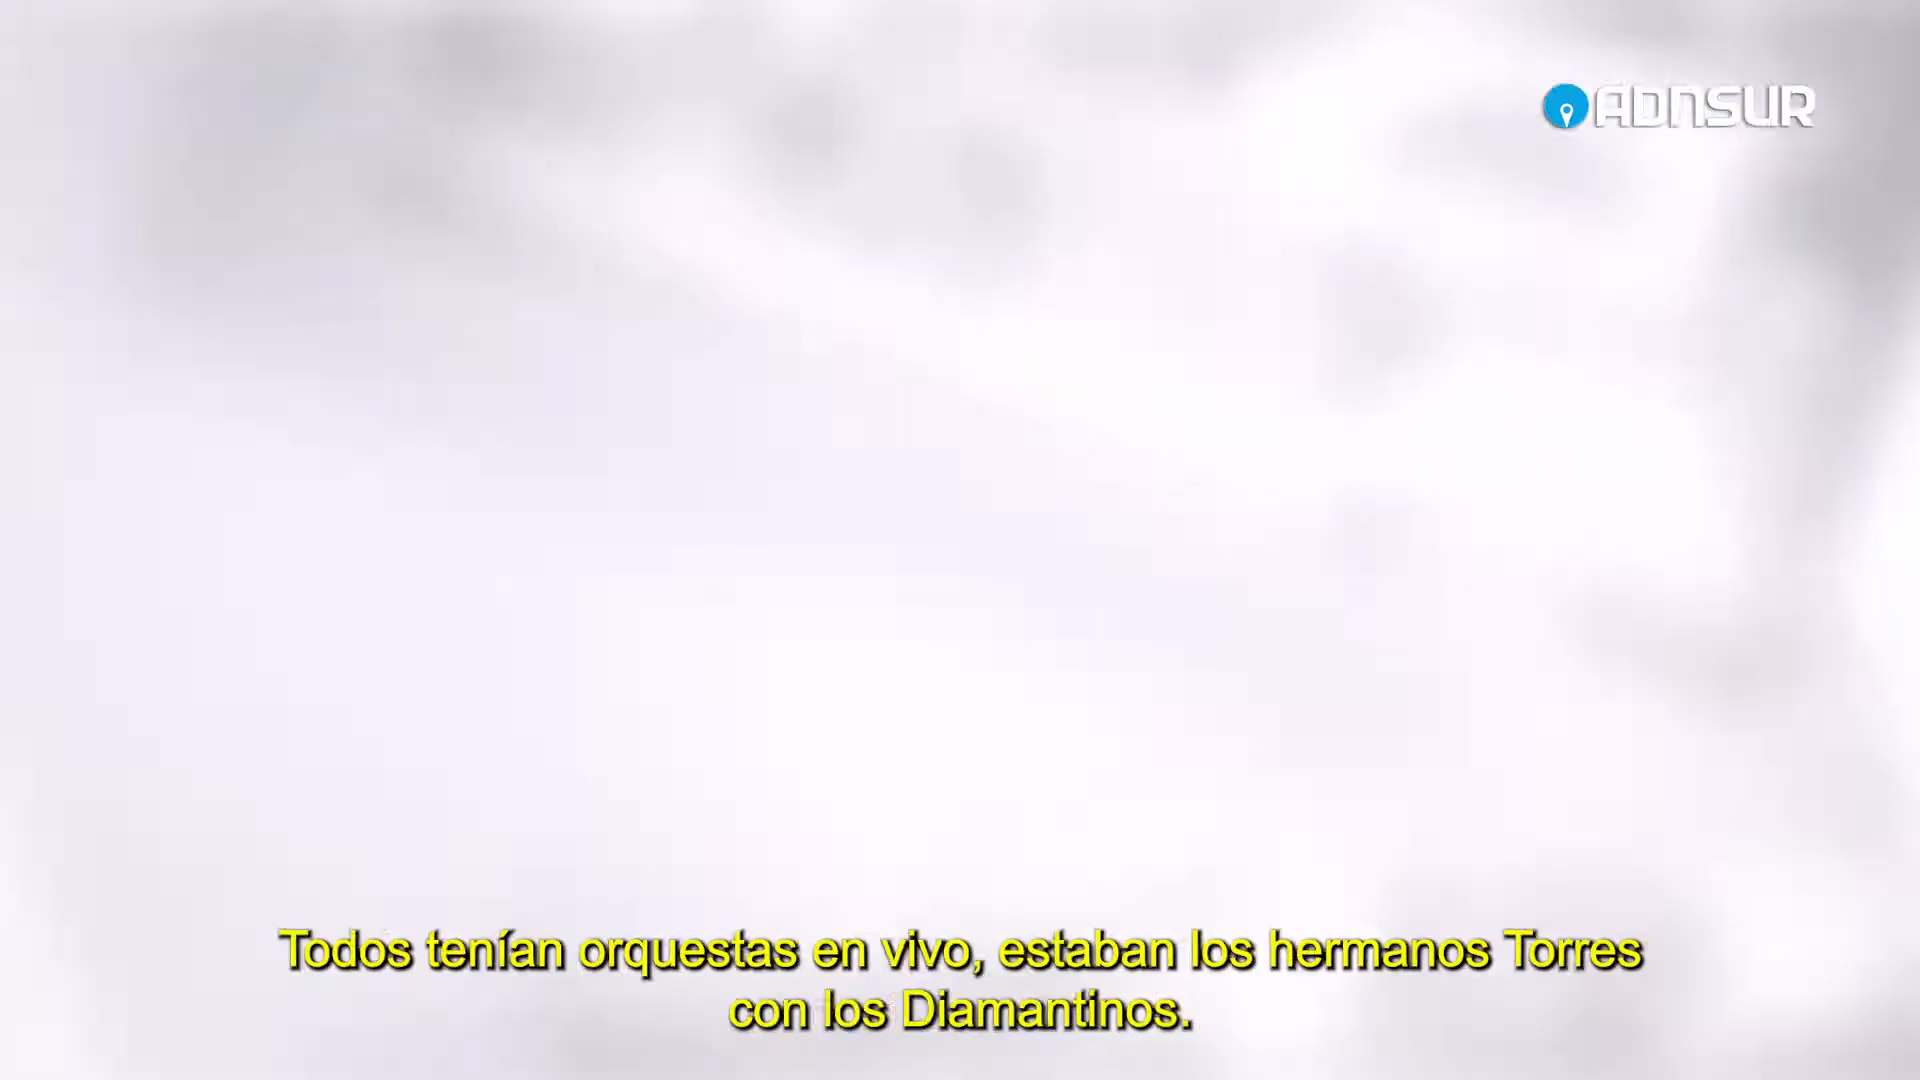 ADNSUR
Todos tenían orquestas en vivo, estaban los hermanos Torres
con los Diamantinos.